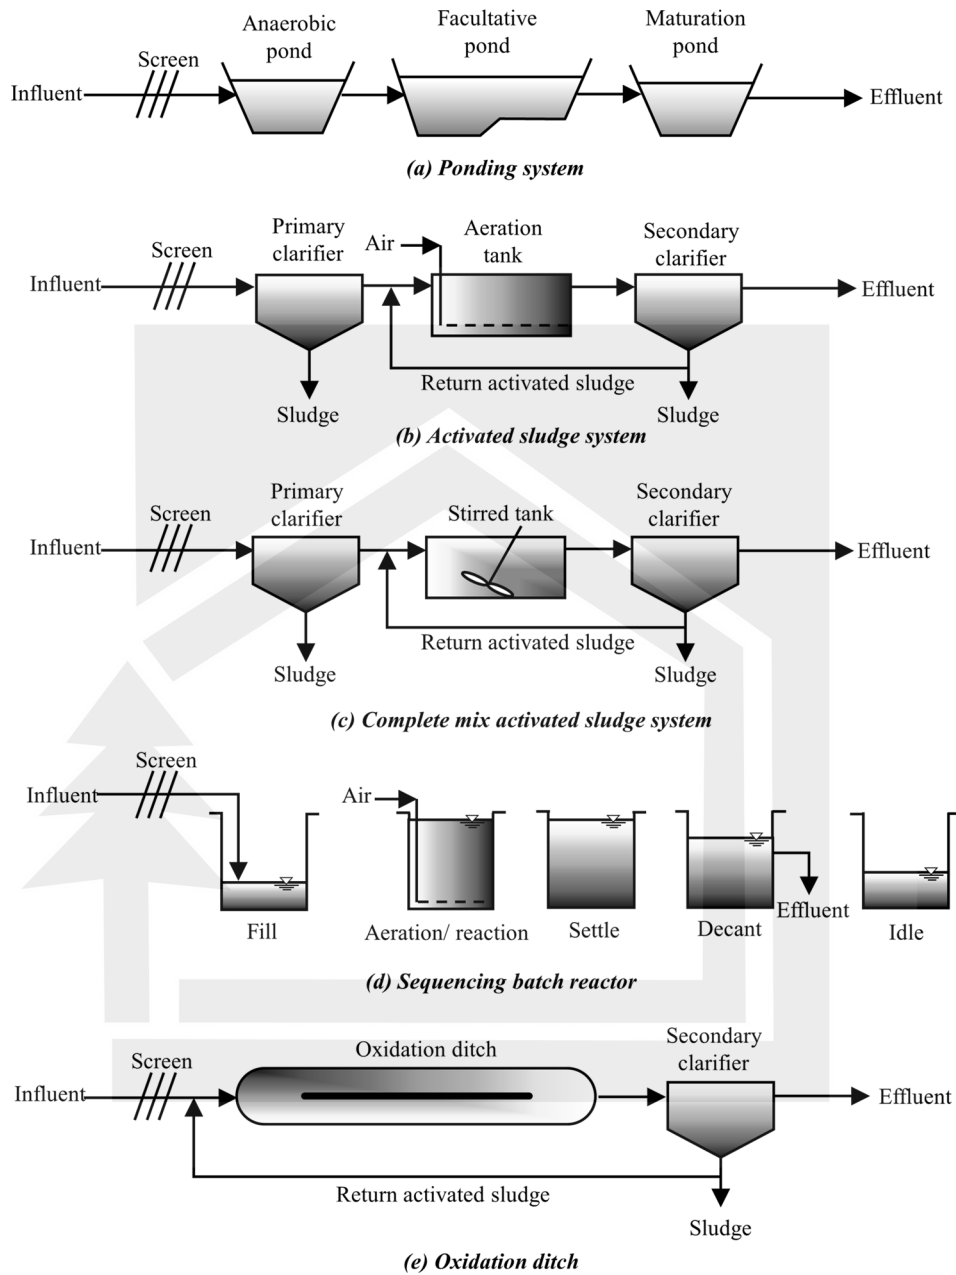 Anaerobic
pond
Facultative
pond
Maturation
pond
Screen
Influent
Effluent
(a) Ponding system
Primary
clarifier
Aeration
tank
Secondary
clarifier
Screen
Air
Influent
Effluent
Return activated sludge
Sludge
Sludge
(b) Activated sludge system
Primary
clarifier
Secondary
clarifier
Screen
Stirred tank
Influent
Effluent
Return activated sludge
Sludge
Sludge
(c) Complete mix activated sludge system
Screen
Influent
Air
Effluent
Fill
Aeration/ reaction
Settle
Decant
Idle
(d) Sequencing batch reactor
Secondary
clarifier
Oxidation ditch
Screen
Influent
Effluent
Return activated sludge
Sludge
(e) Oxidation ditch